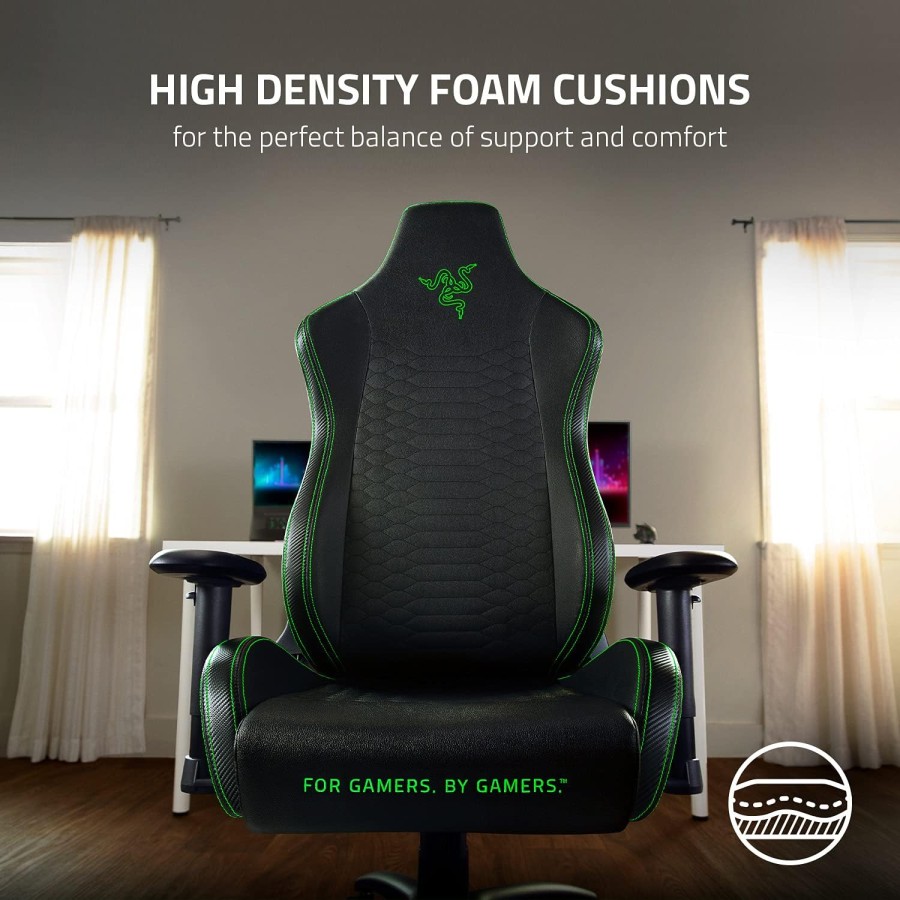 HIGH DENSITY FOAM CUSHIONS
for the perfect balance of support and comfort
FOR GAMERS. BY GAMERS.™